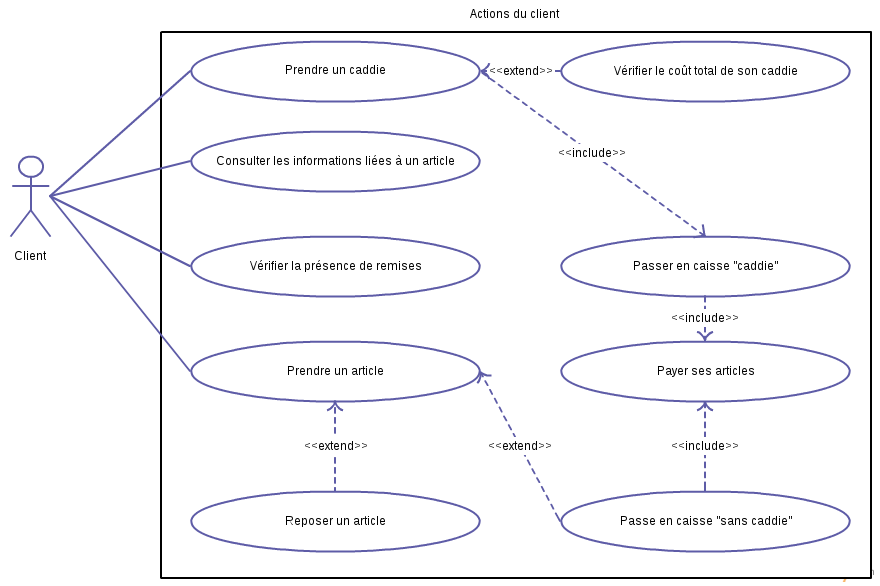 Actions du client
Prendre un caddie
<<extend>>
Vérifier le coût total de son caddie
<<include>>
Consulter les informations liées à un article
Client
Vérifier la présence de remises
Passer en caisse "caddie"
<<include>>
Prendre un article
Payer ses articles
<<extend>>
<<extend>>
<<include>>
Reposer un article
Passe en caisse "sans caddie"